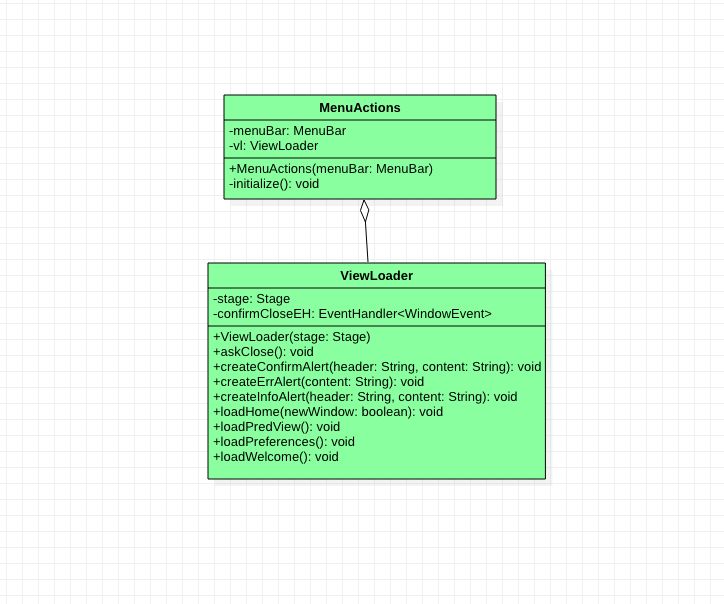 MenuActions
-menuBar: MenuBar
-vl: ViewLoader
+MenuActions(menuBar: MenuBar)
-initialize(): void
ViewLoader
-stage: Stage
-confirmCloseEH: EventHandler<WindowEvent>
+ViewLoader(stage: Stage)
+askClose(): void
+createConfirmAlert(header: String, content: String): void
+createErrAlert(content: String): void
+createInfoAlert(header: String, content: String): void
+loadHome(newWindow: boolean): void
+loadPredView(): void
+loadPreferences(): void
+loadWelcome(): void